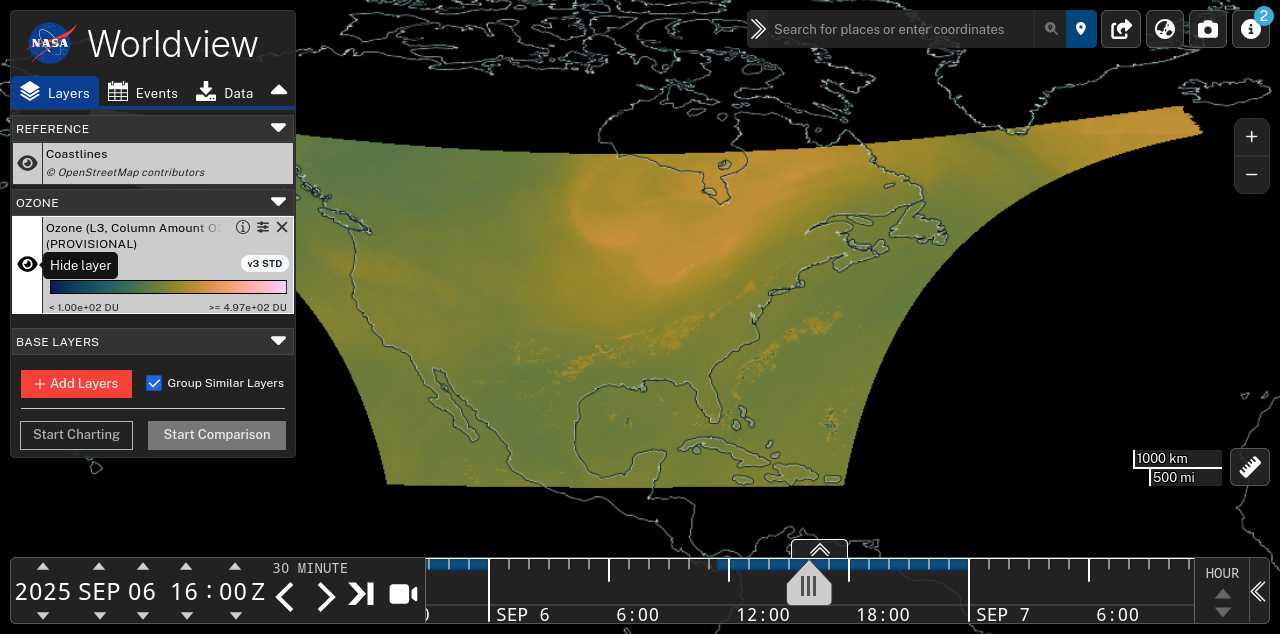 NASA Worldview
Search for places or enter coordinates
2
Layers Events Data
REFERENCE
Coastlines
© OpenStreetMap contributors
OZONE
Ozone (L3, Column Amount
(PROVISIONAL)
Hide layer
v3 STD
< 1.00e+02 DU >= 4.97e+02 DU
BASE LAYERS
+ Add Layers Group Similar Layers
Start Charting Start Comparison
+
−
1000 km
500 mi
2025 SEP 06 16 : 00 Z
30 MINUTE
SEP 6 6:00 12:00 18:00 SEP 7 6:00
HOUR